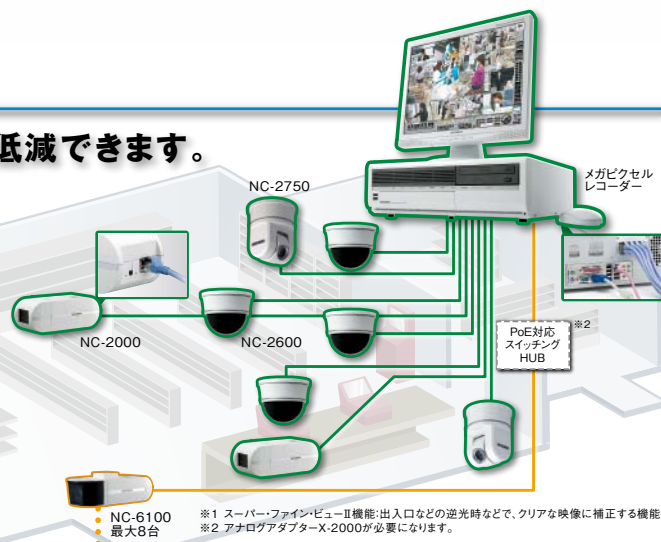 低減できます。
メガピクセル
レコーダー
NC-2750
NC-2000
NC-2600
PoE対応
スイッチング
HUB
※2
NC-6100
最大8台
※1 スーパー・ファイン・ビューⅡ機能:出入口などの逆光時などで、クリアな映像に補正する機能
※2 アナログアダプターX-2000が必要になります。